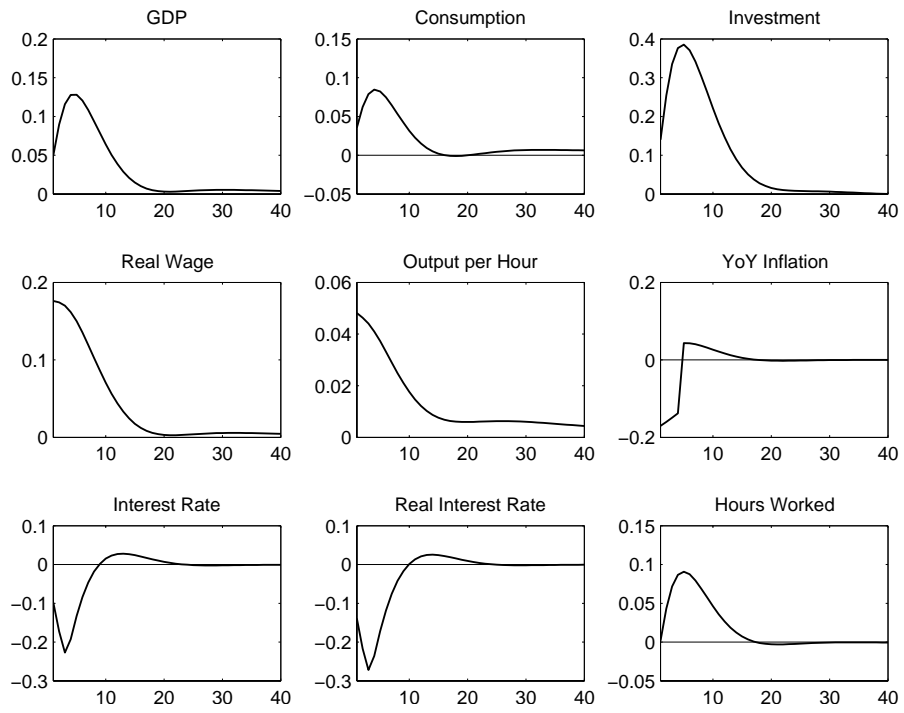 GDP
0.2
0.15
0.1
0.05
0
10 20 30 40
Consumption
0.15
0.1
0.05
0
−0.05
10 20 30 40
Investment
0.4
0.3
0.2
0.1
0
10 20 30 40
Real Wage
0.2
0.1
0
10 20 30 40
Output per Hour
0.06
0.04
0.02
0
10 20 30 40
YoY Inflation
0.2
0
−0.2
10 20 30 40
Interest Rate
0.1
0
−0.1
−0.2
−0.3
10 20 30 40
Real Interest Rate
0.1
0
−0.1
−0.2
−0.3
10 20 30 40
Hours Worked
0.15
0.1
0.05
0
−0.05
10 20 30 40